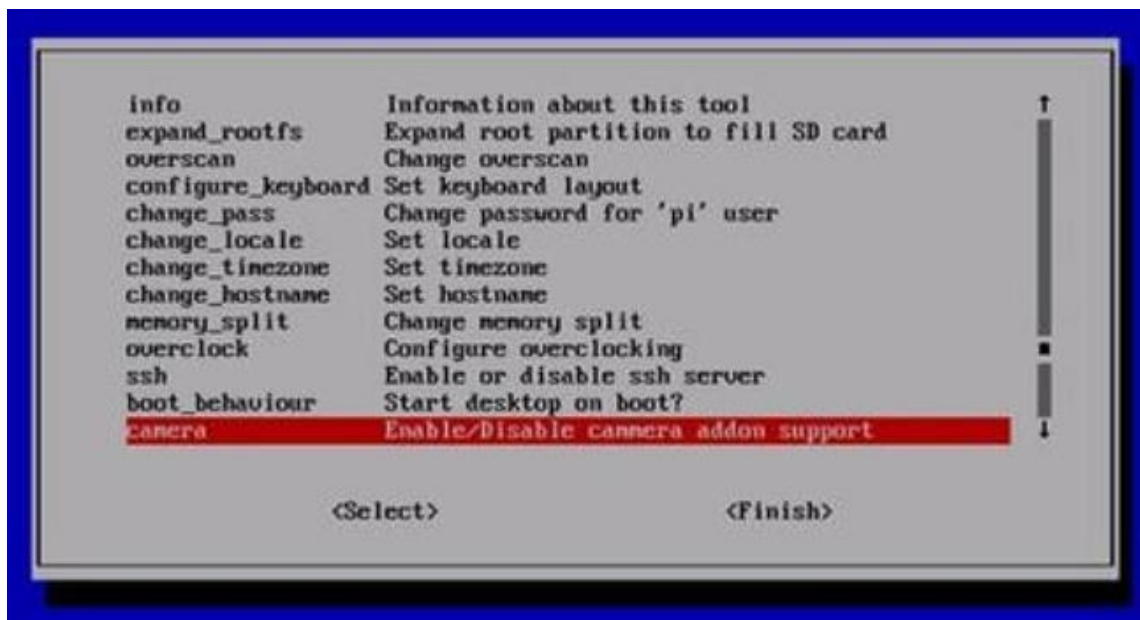 info Information about this tool
expand_rootfs Expand root partition to fill SD card
overscan Change overscan
configure_keyboard Set keyboard layout
change_pass Change password for 'pi' user
change_locale Set locale
change_timezone Set timezone
change_hostname Set hostname
memory_split Change memory split
overclock Configure overclocking
ssh Enable or disable ssh server
boot_behaviour Start desktop on boot?
camera Enable/Disable cammera addon support
<Select> <Finish>